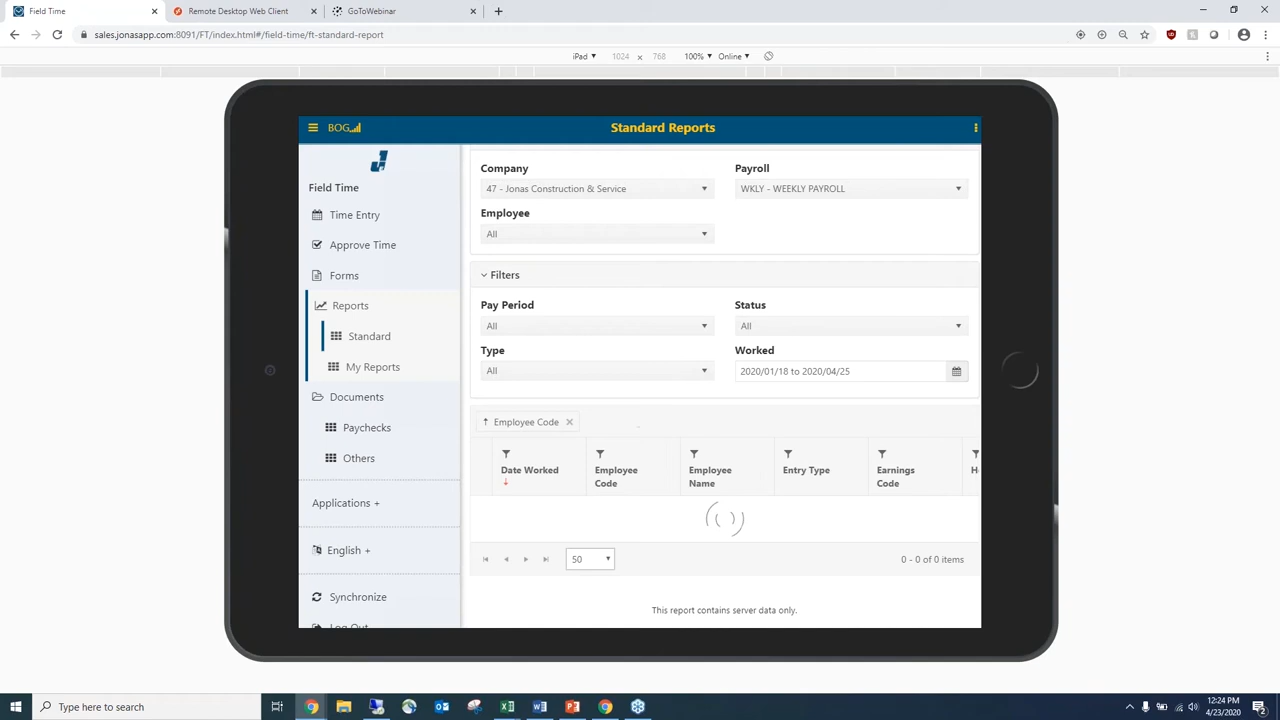 Field Time
Remote Desktop Web Client
GoToWebinar
sales.jonasapp.com:8091/FT/index.html#/field-time/ft-standard-report
iPad 1024 × 768 100% Online
BOG
Standard Reports
Field Time
Time Entry
Approve Time
Forms
Reports
Standard
My Reports
Documents
Paychecks
Others
Applications +
English +
Synchronize
Log Out
Company
47 - Jonas Construction & Service
Payroll
WKLY - WEEKLY PAYROLL
Employee
All
Filters
Pay Period
All
Status
All
Type
All
Worked
2020/01/18 to 2020/04/25
Employee Code
Date Worked
Employee Code
Employee Name
Entry Type
Earnings Code
50
0 - 0 of 0 items
This report contains server data only.
Type here to search
12:24 PM
4/23/2020
2